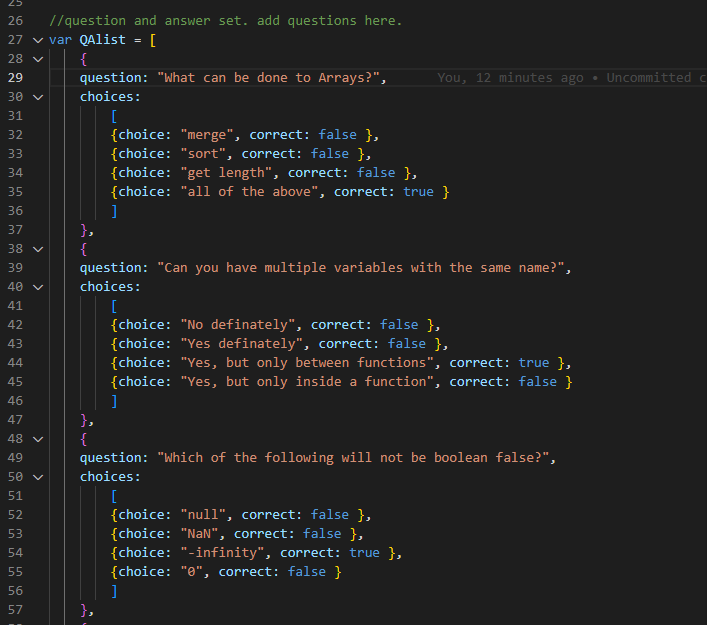 25
26 //question and answer set. add questions here.
27 var QAlist = [
28 {
29 question: "What can be done to Arrays?", You, 12 minutes ago • Uncommitted c
30 choices:
31 [
32 {choice: "merge", correct: false },
33 {choice: "sort", correct: false },
34 {choice: "get length", correct: false },
35 {choice: "all of the above", correct: true }
36 ]
37 },
38 {
39 question: "Can you have multiple variables with the same name?",
40 choices:
41 [
42 {choice: "No definately", correct: false },
43 {choice: "Yes definately", correct: false },
44 {choice: "Yes, but only between functions", correct: true },
45 {choice: "Yes, but only inside a function", correct: false }
46 ]
47 },
48 {
49 question: "Which of the following will not be boolean false?",
50 choices:
51 [
52 {choice: "null", correct: false },
53 {choice: "NaN", correct: false },
54 {choice: "-infinity", correct: true },
55 {choice: "0", correct: false }
56 ]
57 },